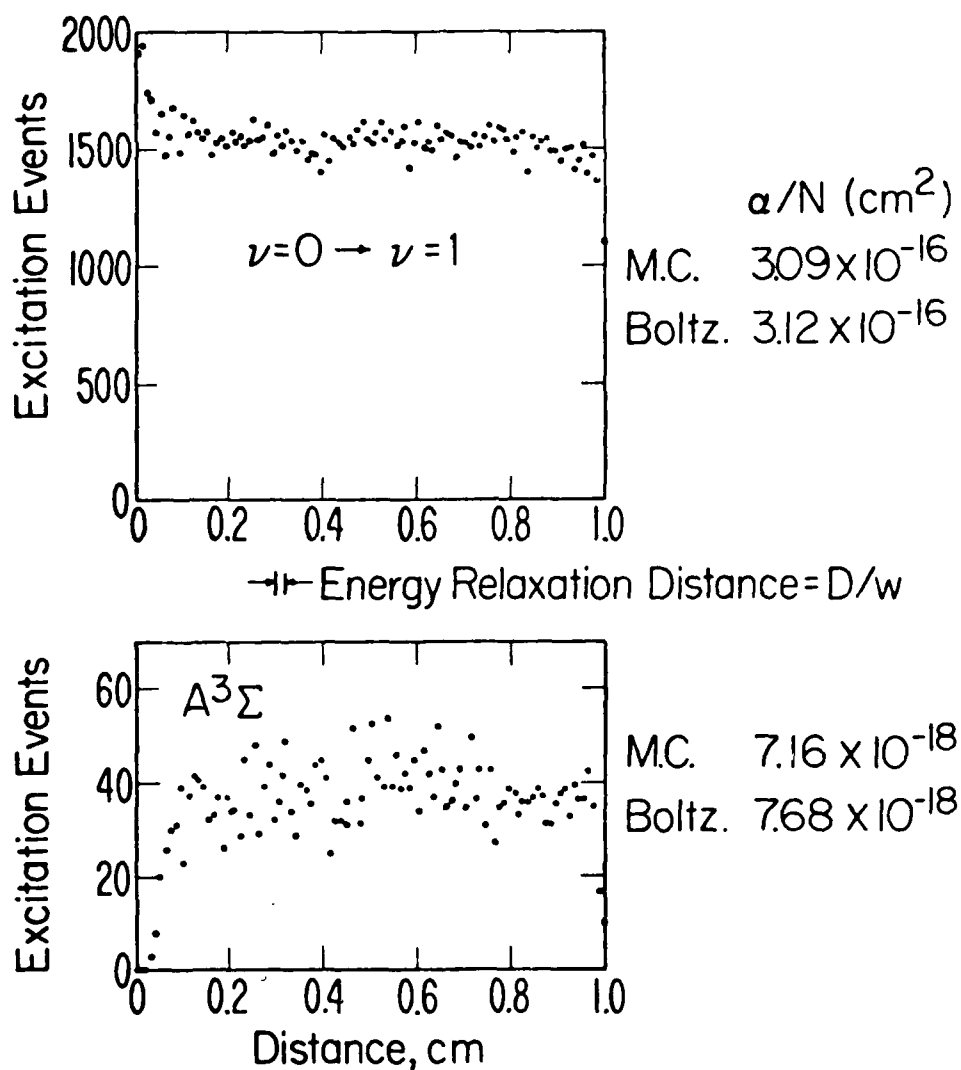 Excitation Events
2000
1500
1000
500
0
ν=0 → ν=1
0 0.2 0.4 0.6 0.8 1.0
α/N (cm²)
M.C. 3.09 x 10⁻¹⁶
Boltz. 3.12 x 10⁻¹⁶
Energy Relaxation Distance = D/w
Excitation Events
60
40
20
0
A³Σ
0 0.2 0.4 0.6 0.8 1.0
Distance, cm
M.C. 7.16 x 10⁻¹⁸
Boltz. 7.68 x 10⁻¹⁸